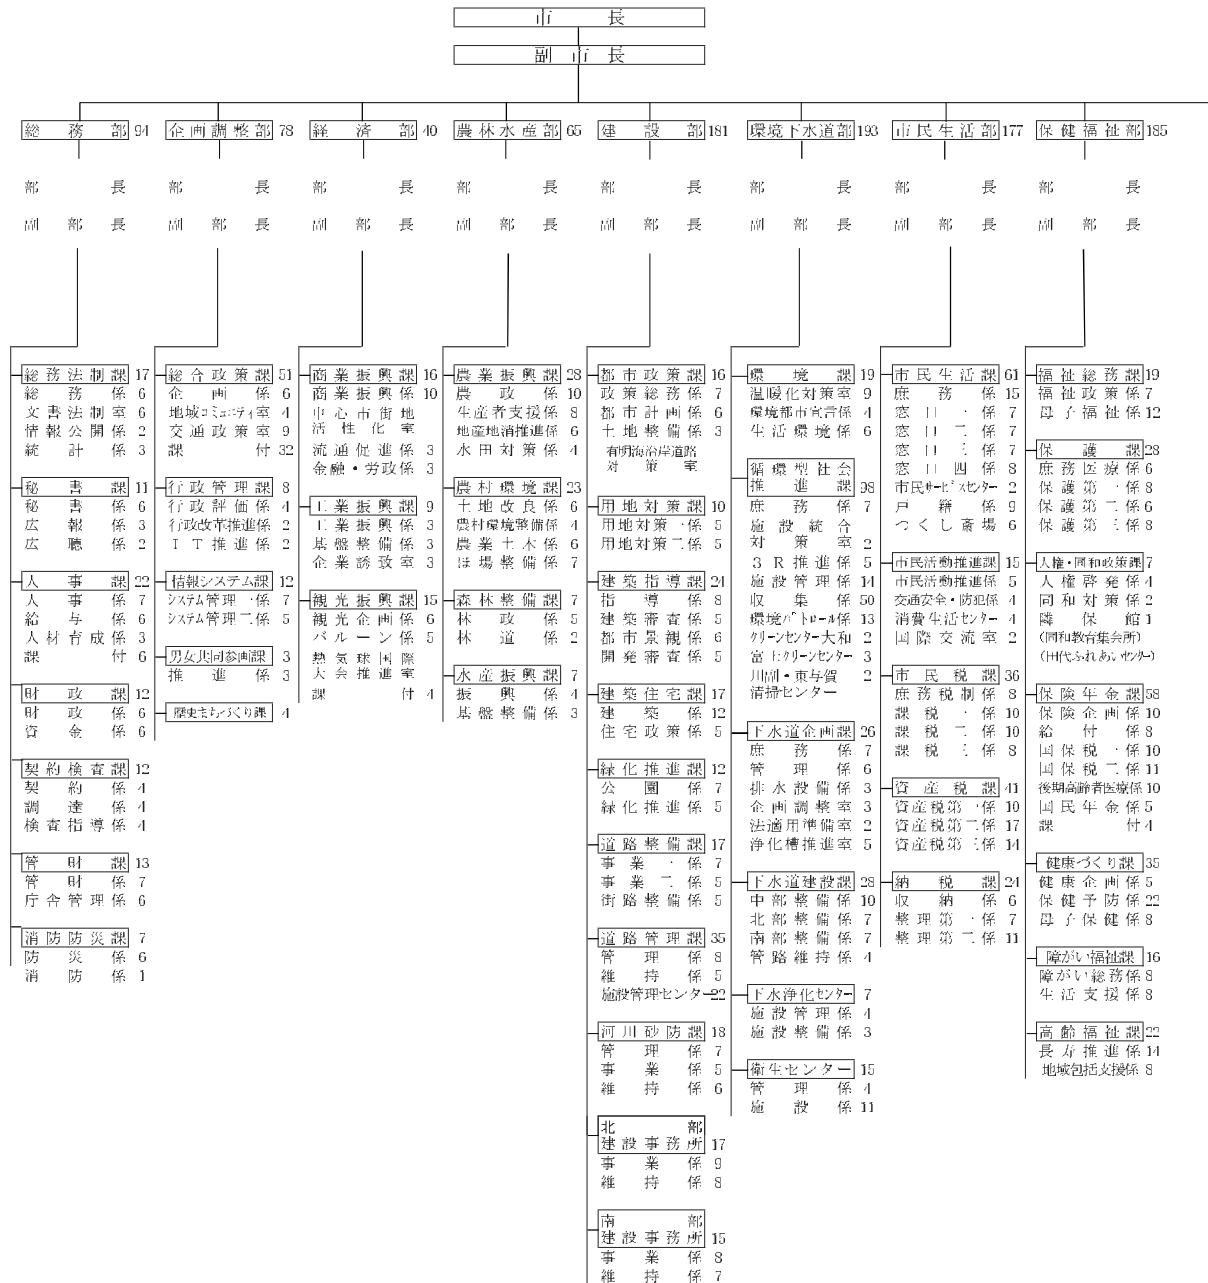 市長
副市長
総務部 94
部長
副部長
総務法制課 17
総務係 6
文書法制室 6
情報公開係 2
統計係 3
秘書課 11
秘書係 6
広報係 3
広聴係 2
人事課 22
人事係 7
給与係 6
人材育成係 3
課付 6
財政課 12
財政係 6
資金係 6
契約検査課 12
契約係 4
調達係 4
検査指導係 4
管財課 13
管財係 7
庁舎管理係 6
消防防災課 7
防災係 6
消防係 1
企画調整部 78
部長
副部長
総合政策課 51
企画係 6
地域コミュニティ室 4
交通政策室 9
課付 32
行政管理課 8
行政評価係 4
行政改革推進係 2
IT推進係 2
情報システム課 12
システム管理一係 7
システム管理二係 5
男女共同参画課 3
推進係 3
歴史まちづくり課 4
経済部 40
部長
副部長
商業振興課 16
商業振興係 10
中心市街地
活性化室
流通促進係 3
金融・労政係 3
工業振興課 9
工業振興係 3
基盤整備係 3
企業誘致室 3
観光振興課 15
観光企画係 6
バルーン係 5
熱気球国際
大会推進室
課付 4
農林水産部 65
部長
副部長
農業振興課 28
農政係 10
生産者支援係 8
地産地消推進係 6
水田対策係 4
農村環境課 23
土地改良係 6
農村環境整備係 4
農業土木係 6
ほ場整備係 7
森林整備課 7
林政係 5
林道係 2
水産振興課 7
振興係 4
基盤整備係 3
建設部 181
部長
副部長
都市政策課 16
政策総務係 7
都市計画係 6
土地整備係 3
有明海沿岸道路
対策室
用地対策課 10
用地対策一係 5
用地対策二係 5
建築指導課 24
指導係 8
建築審査係 5
都市景観係 6
開発審査係 5
建築住宅課 17
建築係 12
住宅政策係 5
緑化推進課 12
公園係 7
緑化推進係 5
道路整備課 17
事業一係 7
事業二係 5
街路整備係 5
道路管理課 35
管理係 8
維持係 5
施設管理センター 22
河川砂防課 18
管理係 7
事業係 5
維持係 6
北部
建設事務所 17
事業係 9
維持係 8
南部
建設事務所 15
事業係 8
維持係 7
環境下水道部 193
部長
副部長
環境課 19
温暖化対策室 9
環境都市宣言係 4
生活環境係 6
循環型社会
推進課 98
庶務係 7
施設統合
対策室 2
3R推進係 5
施設管理係 14
収集係 50
環境パトロール係 13
クリーンセンター大和 2
富士クリーンセンター 3
川副・東与賀 2
清掃センター
下水道企画課 26
庶務係 7
管理係 6
排水設備係 3
企画調整室 3
法適用準備室 2
浄化槽推進室 5
下水道建設課 28
中部整備係 10
北部整備係 7
南部整備係 7
管路維持係 4
下水浄化センター 7
施設管理係 4
施設整備係 3
衛生センター 15
管理係 4
施設係 11
市民生活部 177
部長
副部長
市民生活課 61
庶務係 15
窓口一係 7
窓口二係 7
窓口三係 7
窓口四係 8
市民サービスセンター 2
戸籍係 9
つくし斎場 6
市民活動推進課 15
市民活動推進係 5
交通安全・防犯係 4
消費生活センター 4
国際交流室 2
市民税課 36
庶務税制係 8
課税一係 10
課税二係 10
課税三係 8
資産税課 41
資産税第一係 10
資産税第二係 17
資産税第三係 14
納税課 24
収納係 6
整理第一係 7
整理第二係 11
保健福祉部 185
部長
副部長
福祉総務課 19
福祉政策係 7
母子福祉係 12
保護課 28
庶務医療係 6
保護第一係 8
保護第二係 6
保護第三係 8
人権・同和政策課 7
人権啓発係 4
同和対策係 2
隣保館 1
(同和教育集会所)
(田代ふれあいセンター)
保険年金課 58
保険企画係 10
給付係 8
国保税一係 10
国保税二係 11
後期高齢者医療係 10
国民年金係 5
課付 4
健康づくり課 35
健康企画係 5
保健予防係 22
母子保健係 8
障がい福祉課 16
障がい総務係 8
生活支援係 8
高齢福祉課 22
長寿推進係 14
地域包括支援係 8